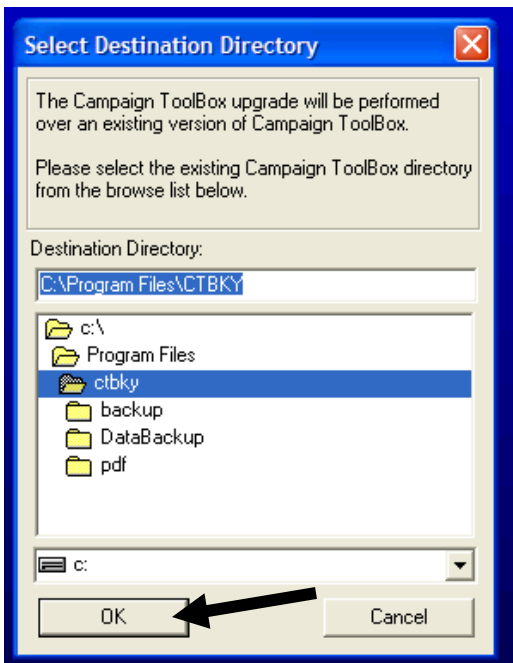 Select Destination Directory
The Campaign ToolBox upgrade will be performed
over an existing version of Campaign ToolBox.
Please select the existing Campaign ToolBox directory
from the browse list below.
Destination Directory:
C:\Program Files\CTBKY
c:\
Program Files
ctbky
backup
DataBackup
pdf
c:
OK Cancel